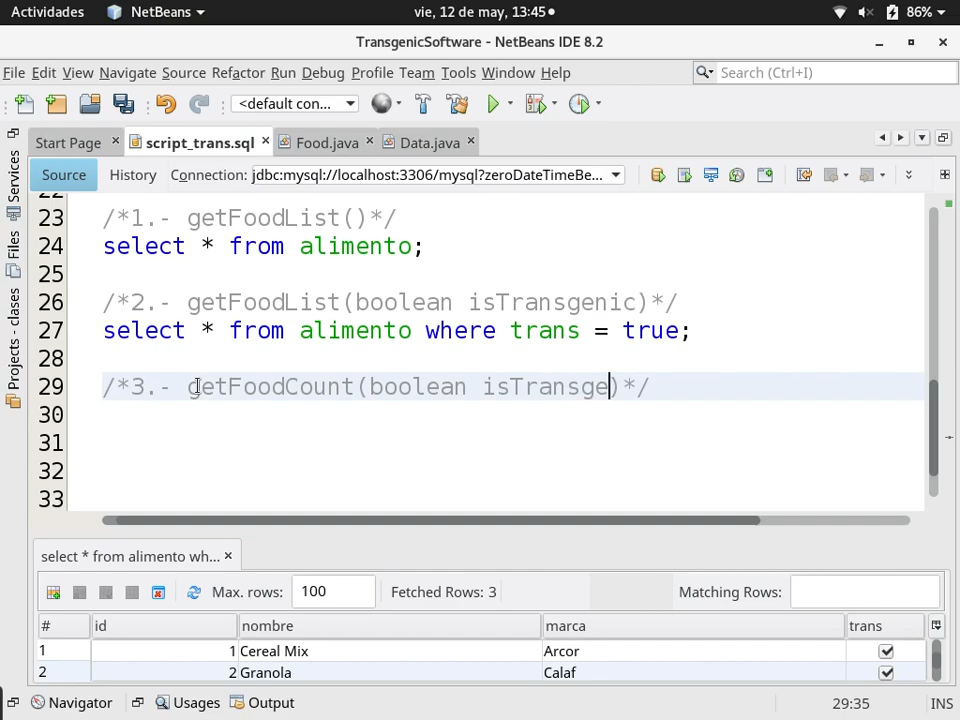 Actividades NetBeans vie, 12 de may, 13:45 86%
TransgenicSoftware - NetBeans IDE 8.2
File Edit View Navigate Source Refactor Run Debug Profile Team Tools Window Help Search (Ctrl+I)
<default con...
Start Page script_trans.sql Food.java Data.java
Source History Connection: jdbc:mysql://localhost:3306/mysql?zeroDateTimeBe...
Services
Files
Projects - clases
23 /*1.- getFoodList()*/
24 select * from alimento;
25
26 /*2.- getFoodList(boolean isTransgenic)*/
27 select * from alimento where trans = true;
28
29 /*3.- getFoodCount(boolean isTransge)*/
30
31
32
33
select * from alimento wh...
Max. rows: 100 Fetched Rows: 3 Matching Rows:
# id nombre marca trans
1 1 Cereal Mix Arcor
2 2 Granola Calaf
Navigator Usages Output 29:35 INS